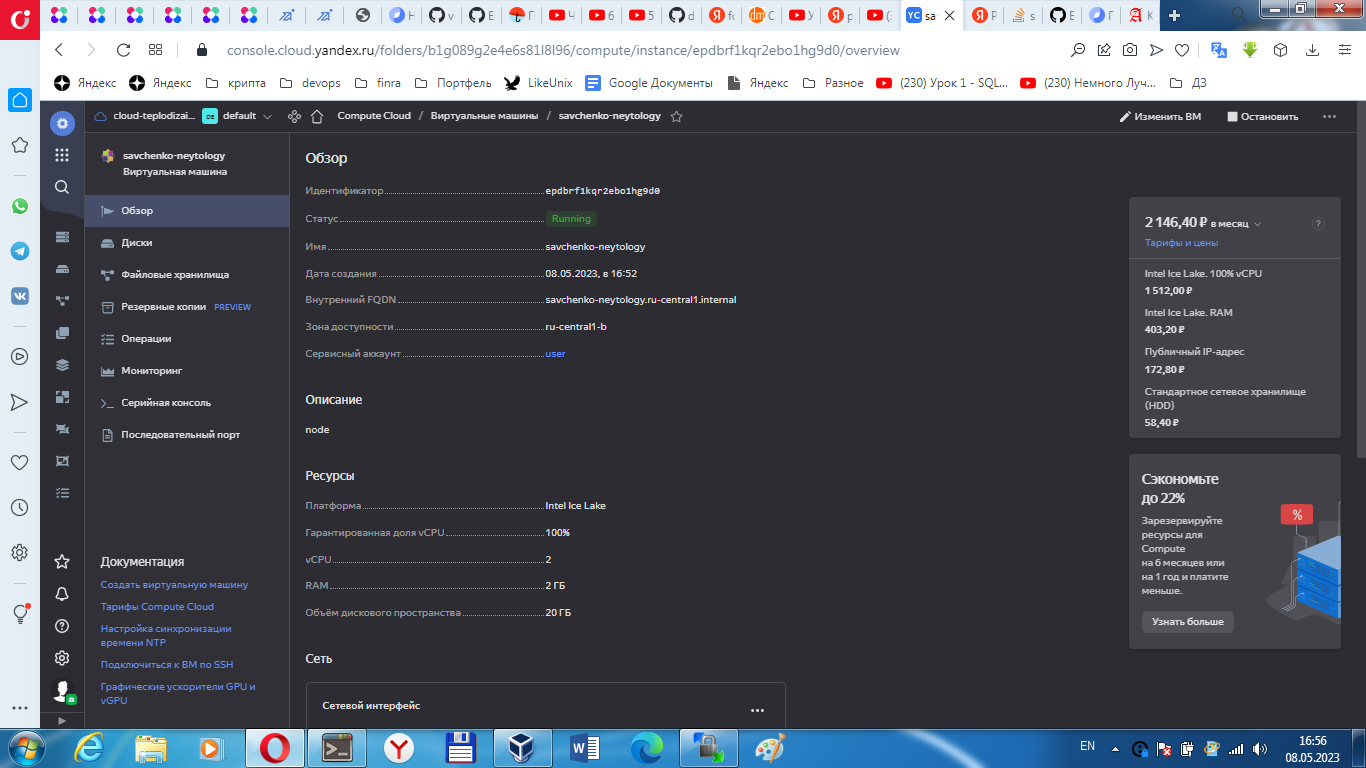 console.cloud.yandex.ru/folders/b1g089g2e4e6s81l8l96/compute/instance/epdbrf1kqr2ebo1hg9d0/overview
Яндекс
Яндекс
крипта
devops
finra
Портфель
LikeUnix
Google Документы
Яндекс
Разное
(230) Урок 1 - SQL...
(230) Немного Луч...
ДЗ
cloud-teplodizai...
default
Compute Cloud / Виртуальные машины / savchenko-neytology
Изменить ВМ
Остановить
savchenko-neytology
Виртуальная машина
Обзор
Диски
Файловые хранилища
Резервные копии PREVIEW
Операции
Мониторинг
Серийная консоль
Последовательный порт
Документация
Создать виртуальную машину
Тарифы Compute Cloud
Настройка синхронизации
времени NTP
Подключиться к ВМ по SSH
Графические ускорители GPU и
vGPU
Обзор
Идентификатор epdbrf1kqr2ebo1hg9d0
Статус Running
Имя savchenko-neytology
Дата создания 08.05.2023, в 16:52
Внутренний FQDN savchenko-neytology.ru-central1.internal
Зона доступности ru-central1-b
Сервисный аккаунт user
Описание
node
Ресурсы
Платформа Intel Ice Lake
Гарантированная доля vCPU 100%
vCPU 2
RAM 2 ГБ
Объём дискового пространства 20 ГБ
Сеть
Сетевой интерфейс
2 146,40 ₽ в месяц
Тарифы и цены
Intel Ice Lake. 100% vCPU
1 512,00 ₽
Intel Ice Lake. RAM
403,20 ₽
Публичный IP-адрес
172,80 ₽
Стандартное сетевое хранилище
(HDD)
58,40 ₽
Сэкономьте
до 22%
Зарезервируйте
ресурсы для
Compute
на 6 месяцев или
на 1 год и платите
меньше.
Узнать больше
%
EN
16:56
08.05.2023